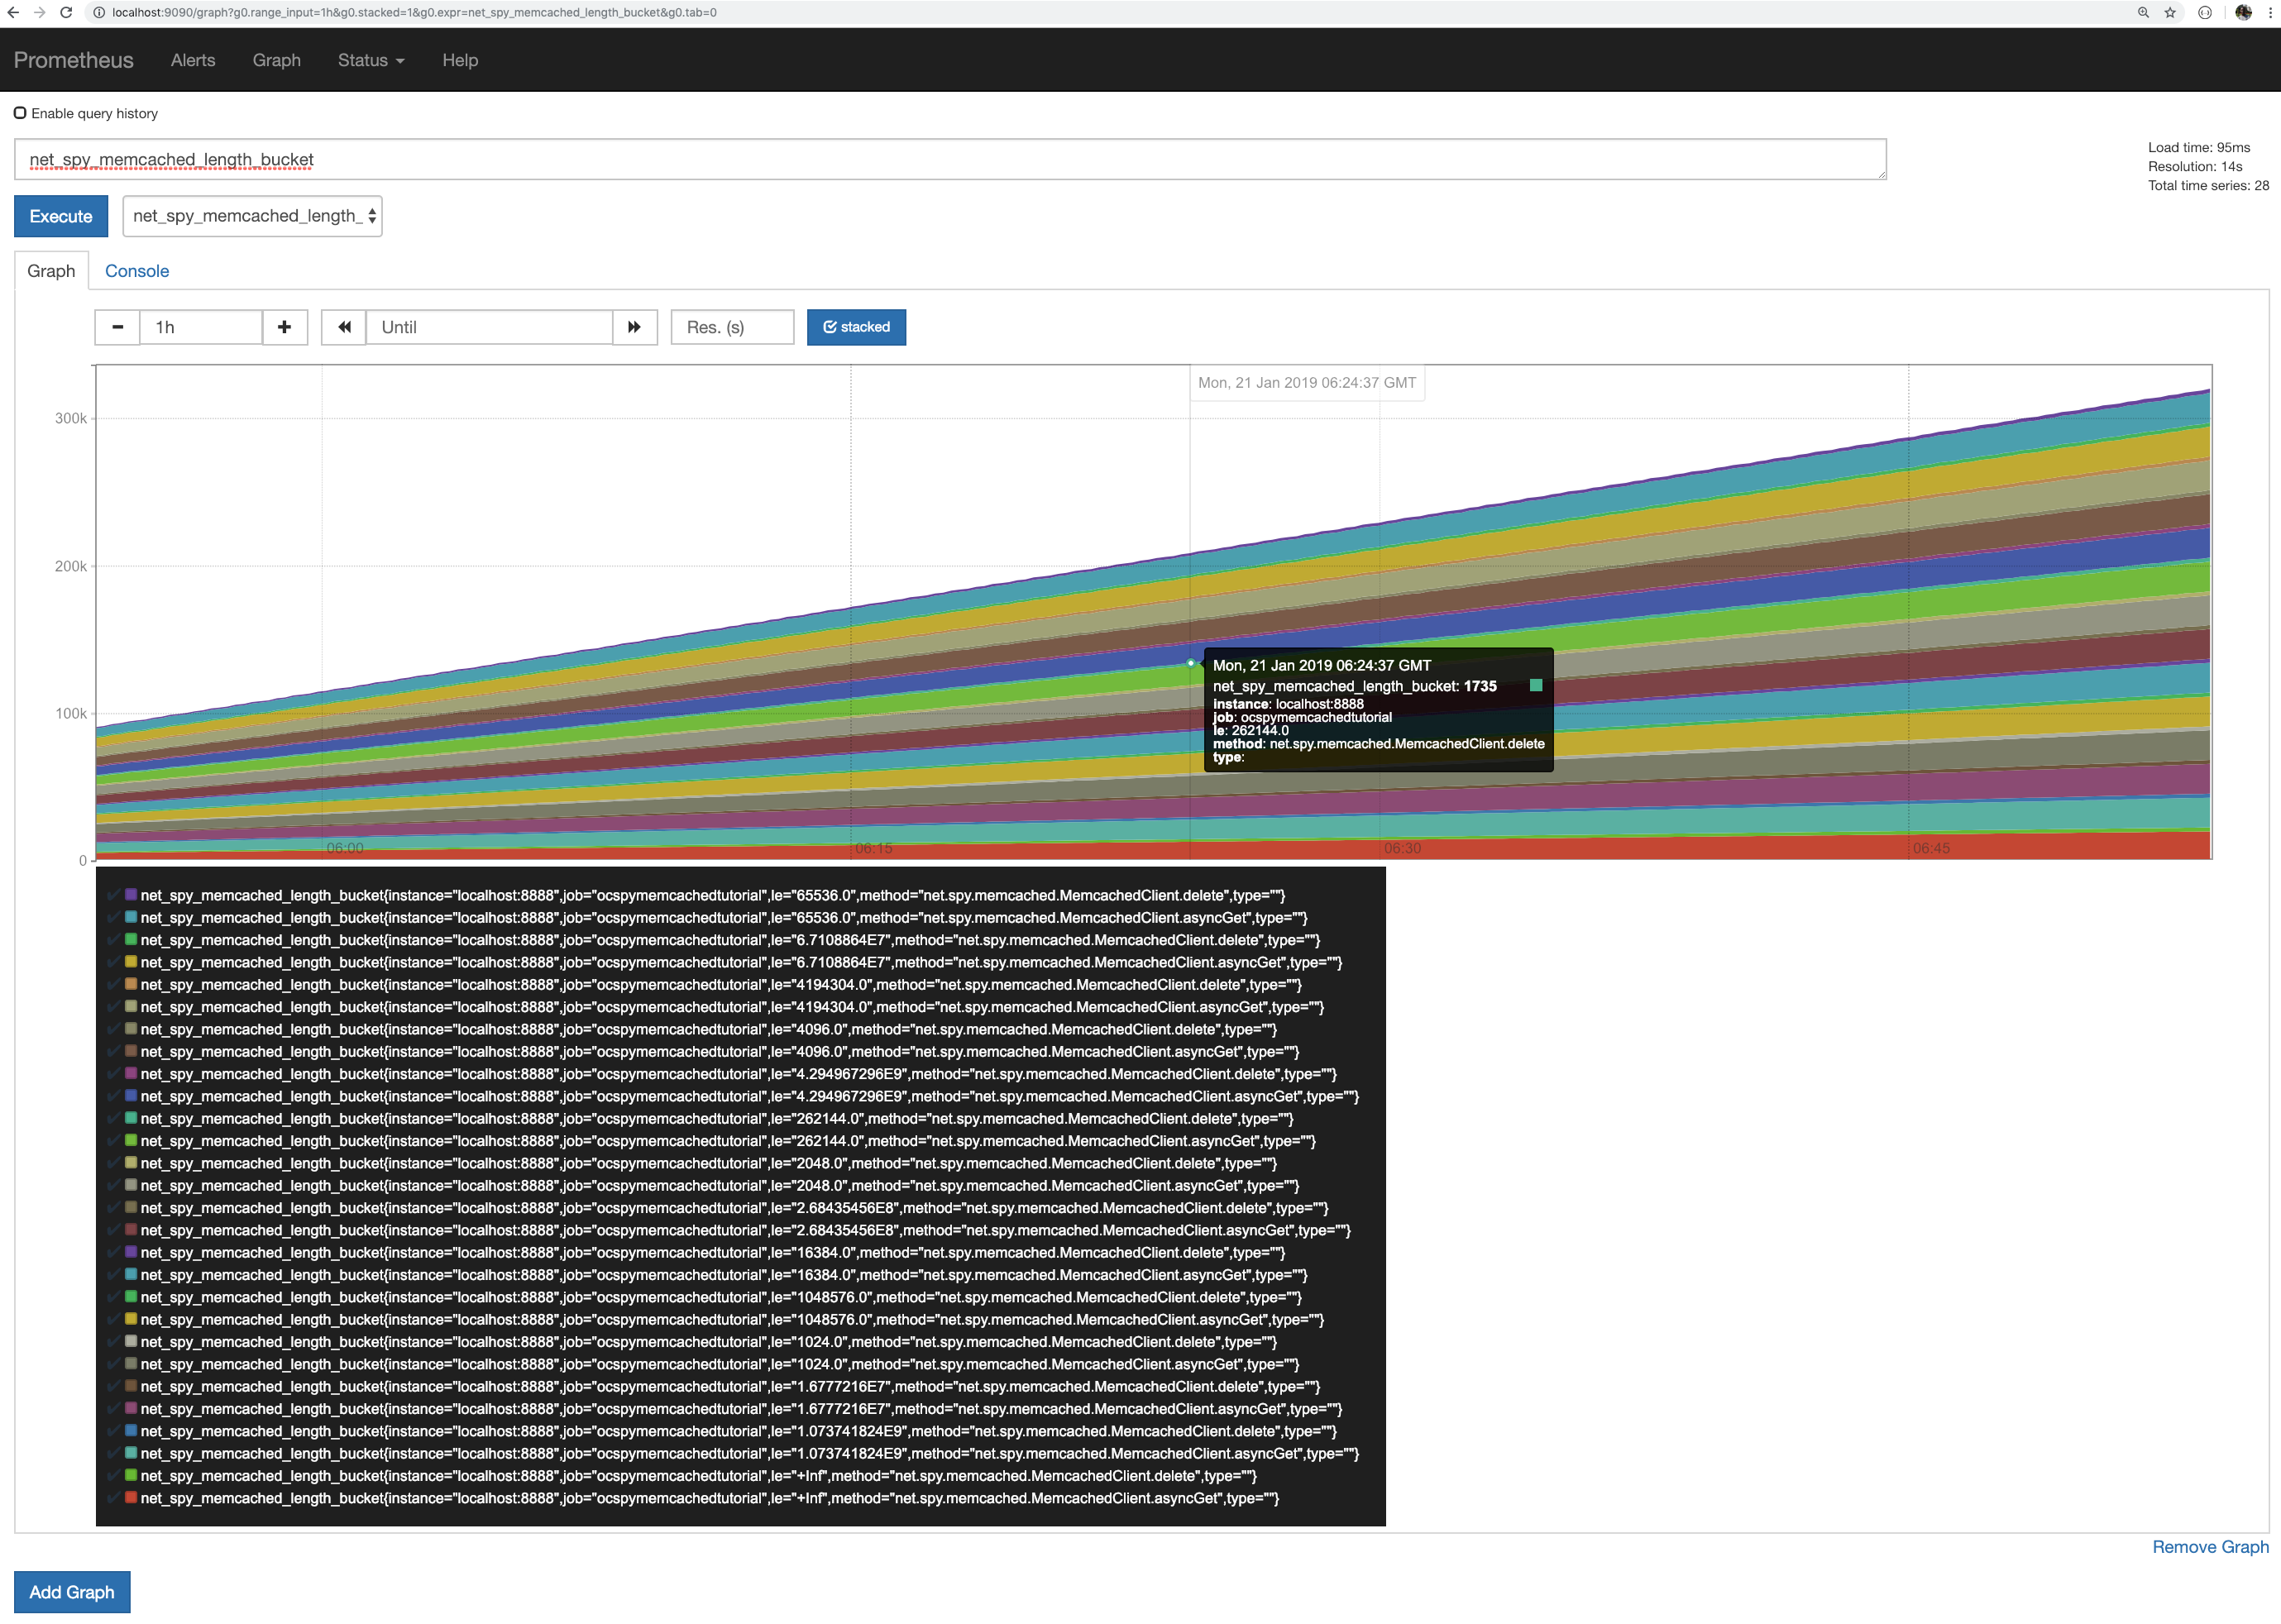 localhost:9090/graph?g0.range_input=1h&g0.stacked=1&g0.expr=net_spy_memcached_length_bucket&g0.tab=0
Prometheus Alerts Graph Status Help
Enable query history
net_spy_memcached_length_bucket
Load time: 95ms
Resolution: 14s
Total time series: 28
Execute net_spy_memcached_length_
Graph Console
1h Until Res. (s) stacked
Mon, 21 Jan 2019 06:24:37 GMT
300k
200k
100k
0
Mon, 21 Jan 2019 06:24:37 GMT
net_spy_memcached_length_bucket: 1735
instance: localhost:8888
job: ocspymemcachedtutorial
le: 262144.0
method: net.spy.memcached.MemcachedClient.delete
type:
06:00 06:15 06:30 06:45
net_spy_memcached_length_bucket{instance="localhost:8888",job="ocspymemcachedtutorial",le="65536.0",method="net.spy.memcached.MemcachedClient.delete",type=""}
net_spy_memcached_length_bucket{instance="localhost:8888",job="ocspymemcachedtutorial",le="65536.0",method="net.spy.memcached.MemcachedClient.asyncGet",type=""}
net_spy_memcached_length_bucket{instance="localhost:8888",job="ocspymemcachedtutorial",le="6.7108864E7",method="net.spy.memcached.MemcachedClient.delete",type=""}
net_spy_memcached_length_bucket{instance="localhost:8888",job="ocspymemcachedtutorial",le="6.7108864E7",method="net.spy.memcached.MemcachedClient.asyncGet",type=""}
net_spy_memcached_length_bucket{instance="localhost:8888",job="ocspymemcachedtutorial",le="4194304.0",method="net.spy.memcached.MemcachedClient.delete",type=""}
net_spy_memcached_length_bucket{instance="localhost:8888",job="ocspymemcachedtutorial",le="4194304.0",method="net.spy.memcached.MemcachedClient.asyncGet",type=""}
net_spy_memcached_length_bucket{instance="localhost:8888",job="ocspymemcachedtutorial",le="4096.0",method="net.spy.memcached.MemcachedClient.delete",type=""}
net_spy_memcached_length_bucket{instance="localhost:8888",job="ocspymemcachedtutorial",le="4096.0",method="net.spy.memcached.MemcachedClient.asyncGet",type=""}
net_spy_memcached_length_bucket{instance="localhost:8888",job="ocspymemcachedtutorial",le="4.294967296E9",method="net.spy.memcached.MemcachedClient.delete",type=""}
net_spy_memcached_length_bucket{instance="localhost:8888",job="ocspymemcachedtutorial",le="4.294967296E9",method="net.spy.memcached.MemcachedClient.asyncGet",type=""}
net_spy_memcached_length_bucket{instance="localhost:8888",job="ocspymemcachedtutorial",le="262144.0",method="net.spy.memcached.MemcachedClient.delete",type=""}
net_spy_memcached_length_bucket{instance="localhost:8888",job="ocspymemcachedtutorial",le="262144.0",method="net.spy.memcached.MemcachedClient.asyncGet",type=""}
net_spy_memcached_length_bucket{instance="localhost:8888",job="ocspymemcachedtutorial",le="2048.0",method="net.spy.memcached.MemcachedClient.delete",type=""}
net_spy_memcached_length_bucket{instance="localhost:8888",job="ocspymemcachedtutorial",le="2048.0",method="net.spy.memcached.MemcachedClient.asyncGet",type=""}
net_spy_memcached_length_bucket{instance="localhost:8888",job="ocspymemcachedtutorial",le="2.68435456E8",method="net.spy.memcached.MemcachedClient.delete",type=""}
net_spy_memcached_length_bucket{instance="localhost:8888",job="ocspymemcachedtutorial",le="2.68435456E8",method="net.spy.memcached.MemcachedClient.asyncGet",type=""}
net_spy_memcached_length_bucket{instance="localhost:8888",job="ocspymemcachedtutorial",le="16384.0",method="net.spy.memcached.MemcachedClient.delete",type=""}
net_spy_memcached_length_bucket{instance="localhost:8888",job="ocspymemcachedtutorial",le="16384.0",method="net.spy.memcached.MemcachedClient.asyncGet",type=""}
net_spy_memcached_length_bucket{instance="localhost:8888",job="ocspymemcachedtutorial",le="1048576.0",method="net.spy.memcached.MemcachedClient.delete",type=""}
net_spy_memcached_length_bucket{instance="localhost:8888",job="ocspymemcachedtutorial",le="1048576.0",method="net.spy.memcached.MemcachedClient.asyncGet",type=""}
net_spy_memcached_length_bucket{instance="localhost:8888",job="ocspymemcachedtutorial",le="1024.0",method="net.spy.memcached.MemcachedClient.delete",type=""}
net_spy_memcached_length_bucket{instance="localhost:8888",job="ocspymemcachedtutorial",le="1024.0",method="net.spy.memcached.MemcachedClient.asyncGet",type=""}
net_spy_memcached_length_bucket{instance="localhost:8888",job="ocspymemcachedtutorial",le="1.6777216E7",method="net.spy.memcached.MemcachedClient.delete",type=""}
net_spy_memcached_length_bucket{instance="localhost:8888",job="ocspymemcachedtutorial",le="1.6777216E7",method="net.spy.memcached.MemcachedClient.asyncGet",type=""}
net_spy_memcached_length_bucket{instance="localhost:8888",job="ocspymemcachedtutorial",le="1.073741824E9",method="net.spy.memcached.MemcachedClient.delete",type=""}
net_spy_memcached_length_bucket{instance="localhost:8888",job="ocspymemcachedtutorial",le="1.073741824E9",method="net.spy.memcached.MemcachedClient.asyncGet",type=""}
net_spy_memcached_length_bucket{instance="localhost:8888",job="ocspymemcachedtutorial",le="+Inf",method="net.spy.memcached.MemcachedClient.delete",type=""}
net_spy_memcached_length_bucket{instance="localhost:8888",job="ocspymemcachedtutorial",le="+Inf",method="net.spy.memcached.MemcachedClient.asyncGet",type=""}
Remove Graph
Add Graph